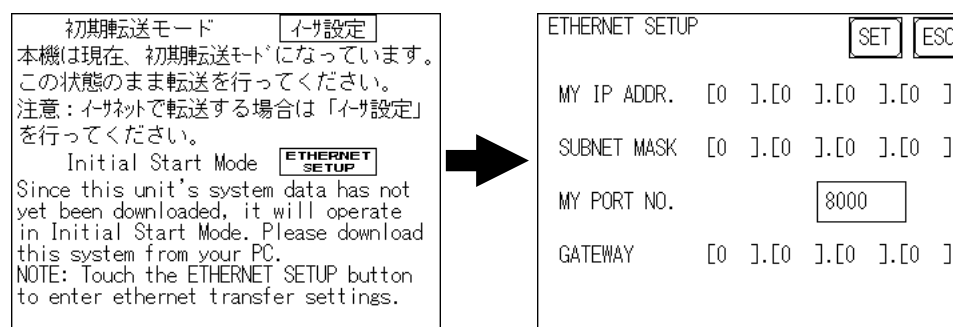 初期転送モード ｲｰｻ設定
本機は現在、初期転送ﾓｰﾄﾞになっています。
この状態のまま転送を行ってください。
注意：ｲｰｻﾈｯﾄで転送する場合は「ｲｰｻ設定」
を行ってください。
Initial Start Mode ETHERNET SETUP
Since this unit's system data has not
yet been downloaded, it will operate
in Initial Start Mode. Please download
this system from your PC.
NOTE: Touch the ETHERNET SETUP button
to enter ethernet transfer settings.
ETHERNET SETUP SET ESC
MY IP ADDR. [0 ].[0 ].[0 ].[0 ]
SUBNET MASK [0 ].[0 ].[0 ].[0 ]
MY PORT NO. 8000
GATEWAY [0 ].[0 ].[0 ].[0 ]